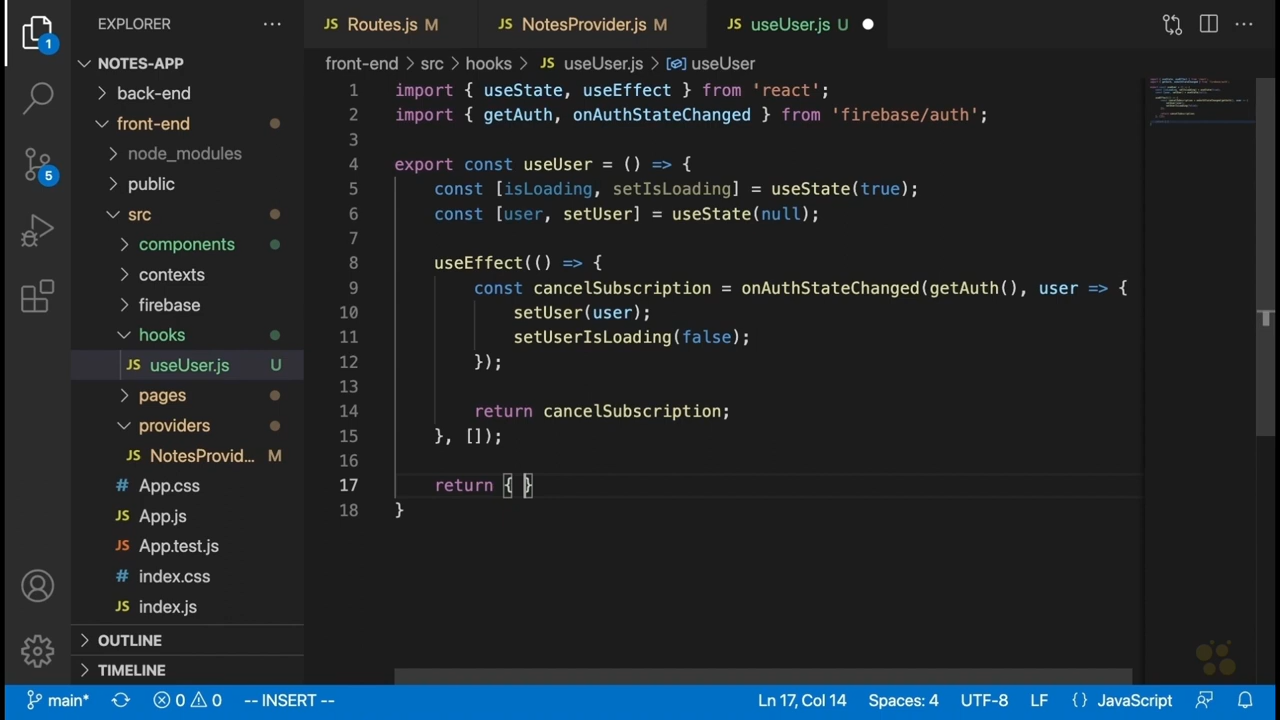 EXPLORER
Routes.js M
NotesProvider.js M
useUser.js U
NOTES-APP
back-end
front-end
node_modules
public
src
components
contexts
firebase
hooks
JS useUser.js U
pages
providers
JS NotesProvid... M
# App.css
JS App.js
JS App.test.js
# index.css
JS index.js
OUTLINE
TIMELINE
1
5
front-end > src > hooks > JS useUser.js > useUser
1 import { useState, useEffect } from 'react';
2 import { getAuth, onAuthStateChanged } from 'firebase/auth';
3
4 export const useUser = () => {
5 const [isLoading, setIsLoading] = useState(true);
6 const [user, setUser] = useState(null);
7
8 useEffect(() => {
9 const cancelSubscription = onAuthStateChanged(getAuth(), user => {
10 setUser(user);
11 setUserIsLoading(false);
12 });
13
14 return cancelSubscription;
15 }, []);
16
17 return { }
18 }
main* 0 0 -- INSERT -- Ln 17, Col 14 Spaces: 4 UTF-8 LF {} JavaScript